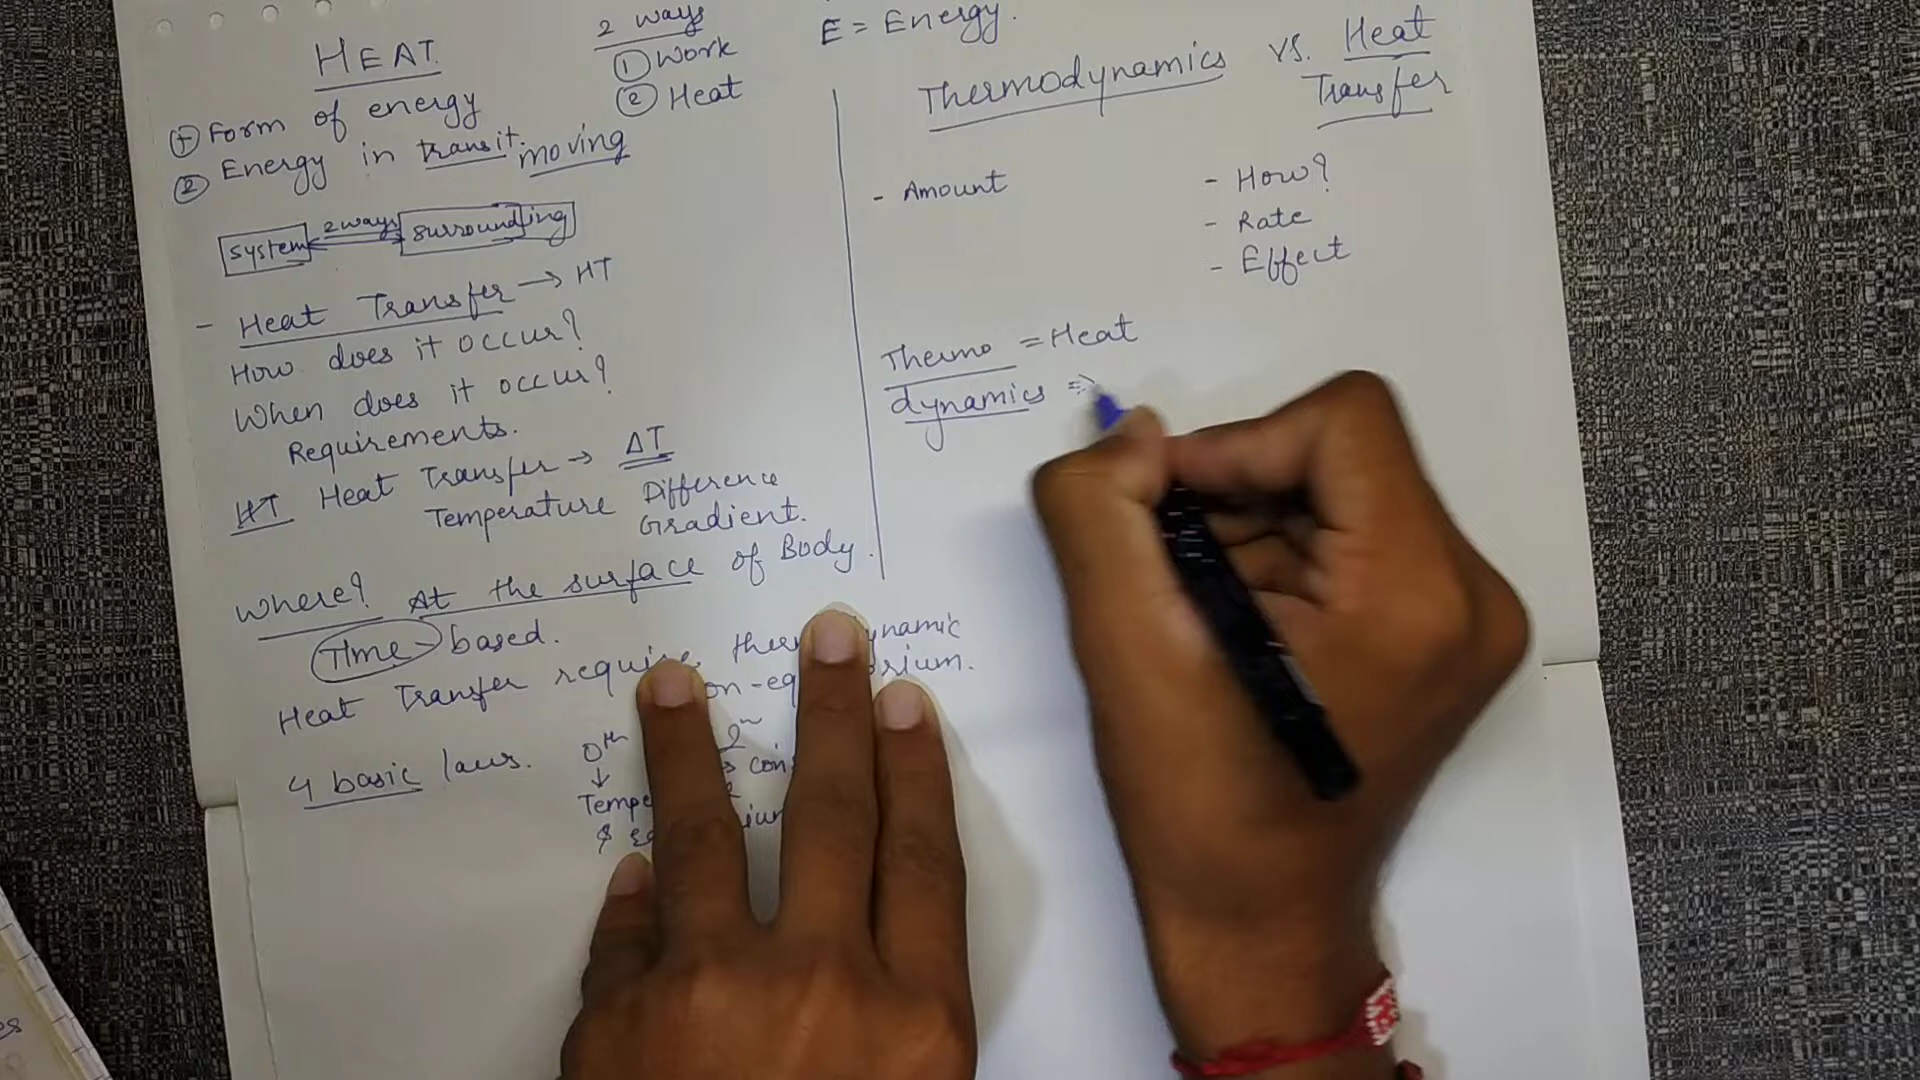 HEAT
① Form of energy
② Energy in transit. moving
2 ways
① Work
② Heat
E = Energy.
system 2 ways surrounding
- Heat Transfer → HT
How does it occur?
When does it occur?
Requirements.
HT Heat Transfer → ΔT
Temperature Difference
Gradient.
Where? At the surface of Body.
Time-based.
Heat Transfer require
4 basic laws.
0th
↓
Thermodynamics vs. Heat
Transfer
- Amount
- How?
- Rate
- Effect
Thermo = Heat
dynamics ⇒